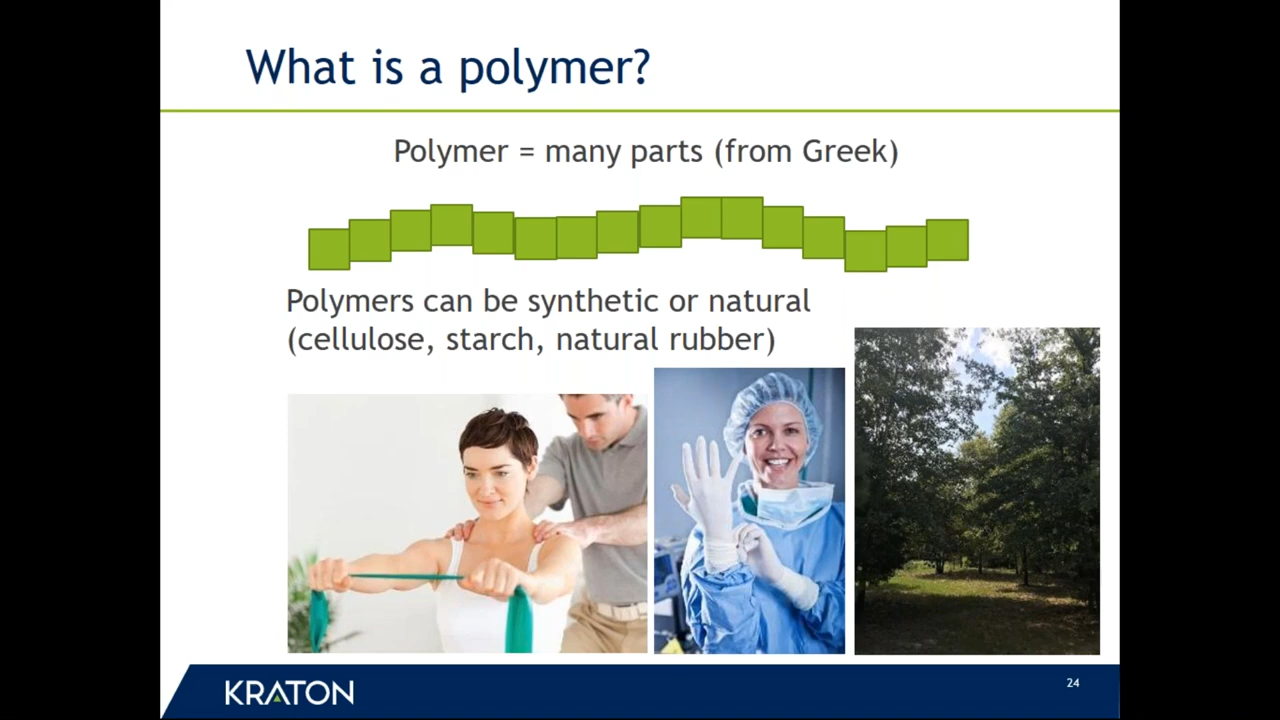 What is a polymer?
Polymer = many parts (from Greek)
Polymers can be synthetic or natural
(cellulose, starch, natural rubber)
KRATON
24